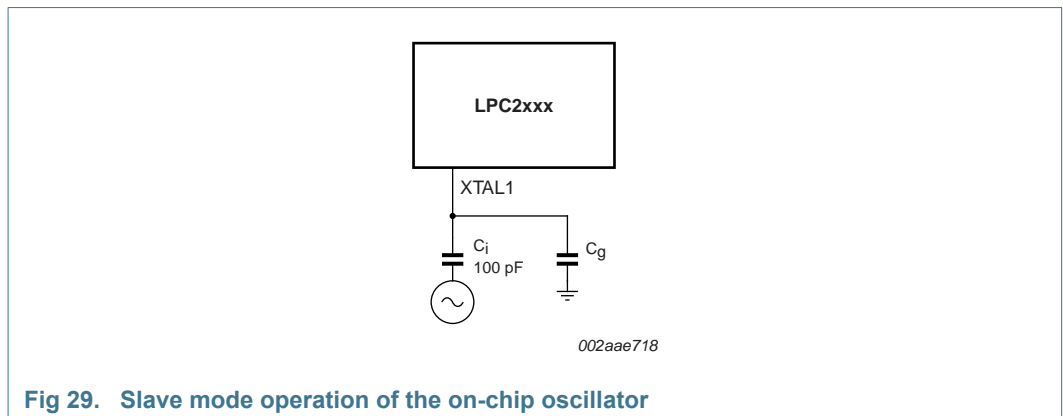 LPC2xxx
XTAL1
Ci
100 pF
Cg
002aae718
Fig 29. Slave mode operation of the on-chip oscillator